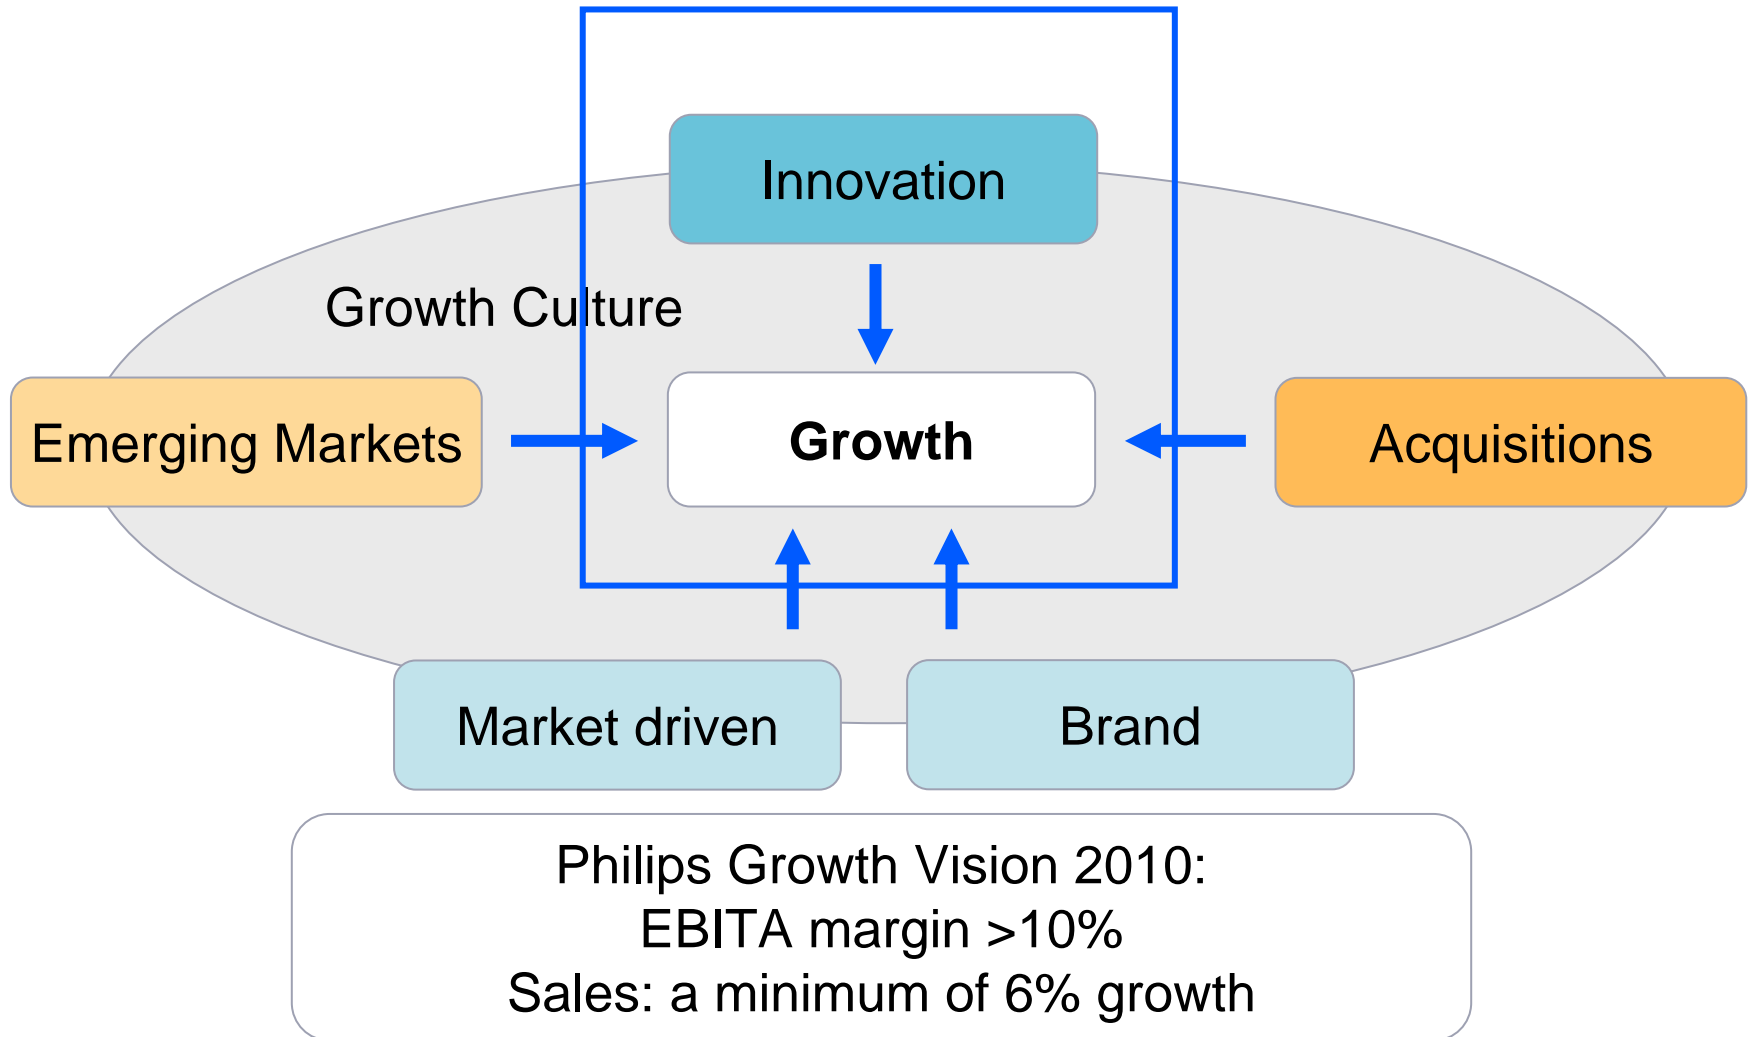 Innovation
Growth Culture
Emerging Markets
Growth
Acquisitions
Market driven
Brand
Philips Growth Vision 2010:
EBITA margin >10%
Sales: a minimum of 6% growth